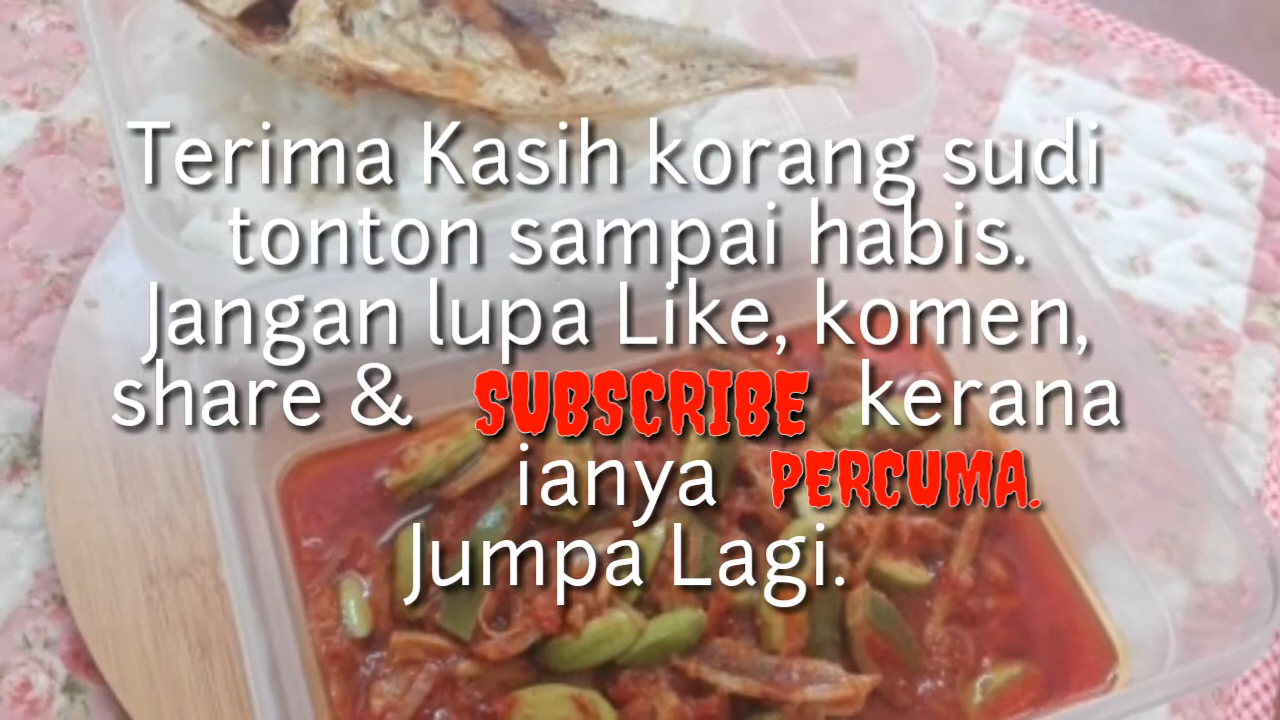 Terima Kasih korang sudi
tonton sampai habis.
Jangan lupa Like, komen,
share & SUBSCRIBE kerana
ianya PERCUMA.
Jumpa Lagi.